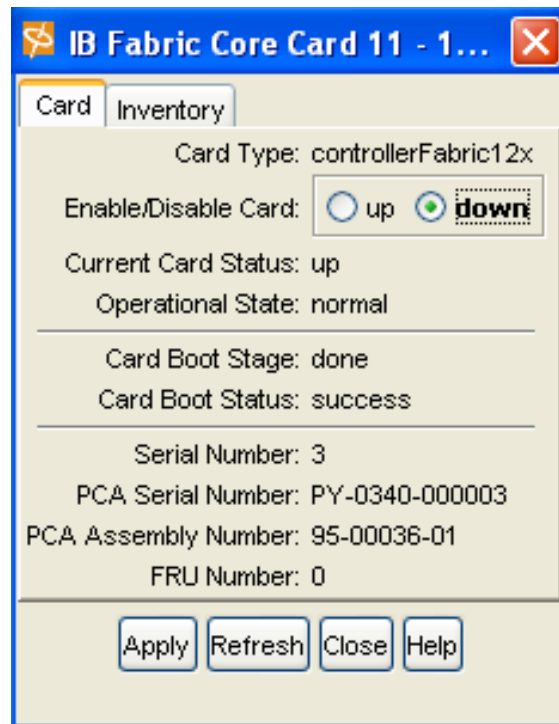 IB Fabric Core Card 11 - 1...
Card Inventory
Card Type: controllerFabric12x
Enable/Disable Card: up down
Current Card Status: up
Operational State: normal
Card Boot Stage: done
Card Boot Status: success
Serial Number: 3
PCA Serial Number: PY-0340-000003
PCA Assembly Number: 95-00036-01
FRU Number: 0
Apply Refresh Close Help